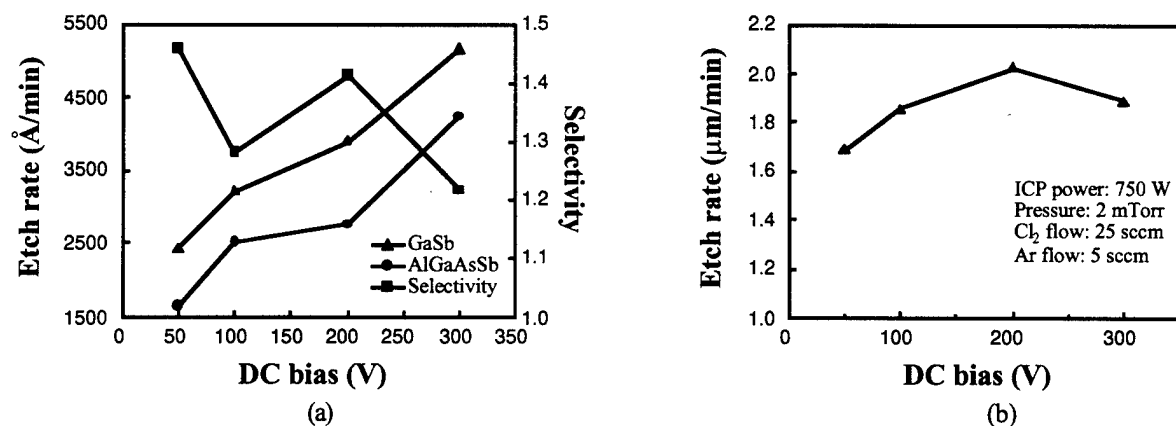 5500
4500
3500
2500
1500
Etch rate (Å/min)
1.5
1.4
1.3
1.2
1.1
1.0
Selectivity
GaSb
AlGaAsSb
Selectivity
0 50 100 150 200 250 300 350
DC bias (V)
(a)
2.2
2.0
1.8
1.6
1.4
1.2
1.0
Etch rate (μm/min)
ICP power: 750 W
Pressure: 2 mTorr
Cl₂ flow: 25 sccm
Ar flow: 5 sccm
0 100 200 300
DC bias (V)
(b)